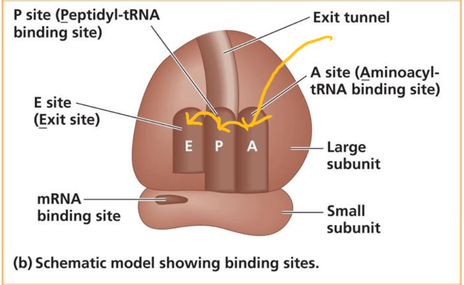 P site (Peptidyl-tRNA
binding site)
Exit tunnel
A site (Aminoacyl-
tRNA binding site)
E site
(Exit site)
E P A
Large
subunit
mRNA
binding site
Small
subunit
(b) Schematic model showing binding sites.